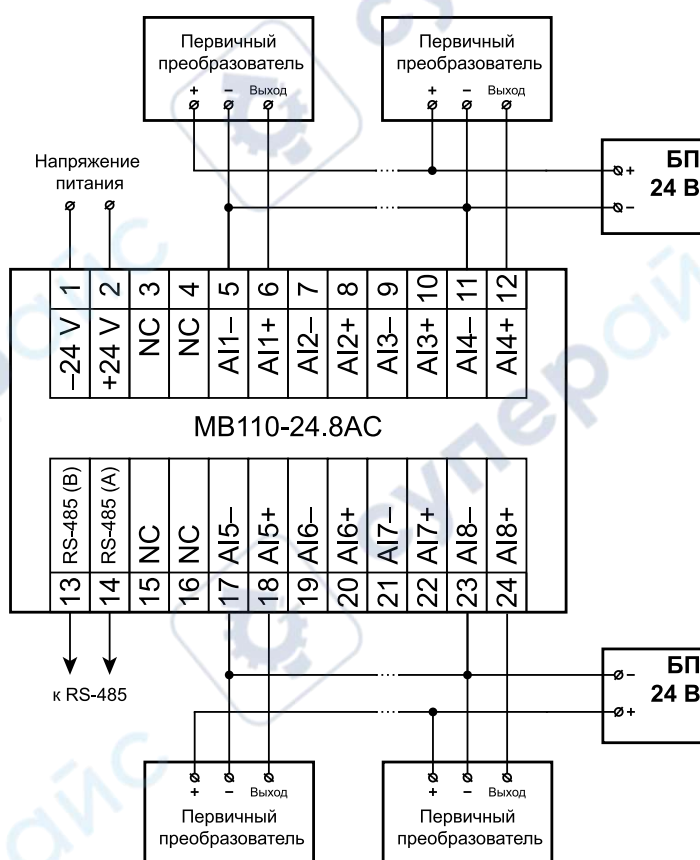 Первичный
преобразователь
+ – Выход
Первичный
преобразователь
+ – Выход
Напряжение
питания
БП
24 В
+
–
1 2 3 4 5 6 7 8 9 10 11 12
–24 V +24 V NC NC AI1– AI1+ AI2– AI2+ AI3– AI3+ AI4– AI4+
МВ110-24.8АС
RS-485 (B) RS-485 (A) NC NC AI5– AI5+ AI6– AI6+ AI7– AI7+ AI8– AI8+
13 14 15 16 17 18 19 20 21 22 23 24
к RS-485
БП
24 В
–
+
+ – Выход
Первичный
преобразователь
+ – Выход
Первичный
преобразователь
супер
айс